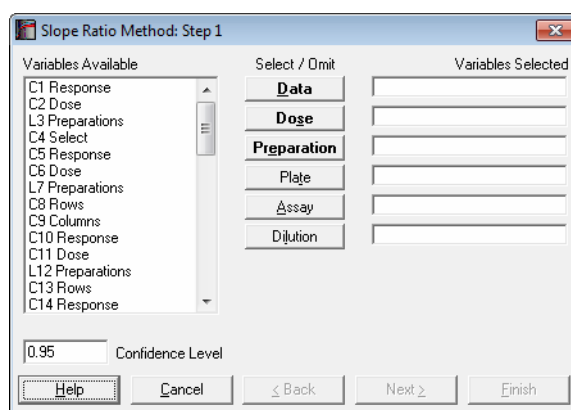 Slope Ratio Method: Step 1
Variables Available
Select / Omit
Variables Selected
C1 Response
C2 Dose
L3 Preparations
C4 Select
C5 Response
C6 Dose
L7 Preparations
C8 Rows
C9 Columns
C10 Response
C11 Dose
L12 Preparations
C13 Rows
C14 Response
Data
Dose
Preparation
Plate
Assay
Dilution
0.95 Confidence Level
Help Cancel < Back Next > Finish